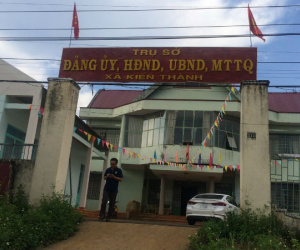 TRỤ SỞ
ĐẢNG ỦY, HĐND, UBND, MTTQ
XÃ KIẾN THÀNH